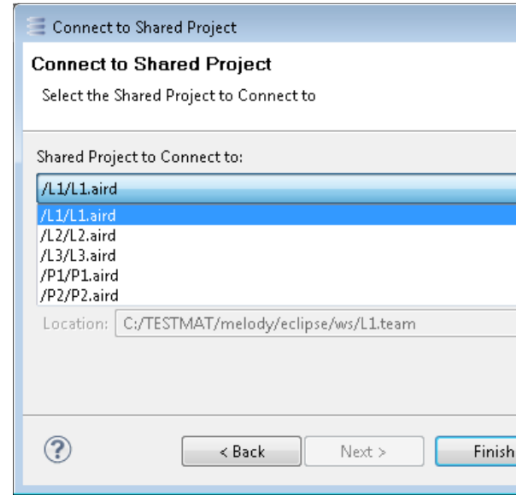 Connect to Shared Project
Connect to Shared Project
Select the Shared Project to Connect to
Shared Project to Connect to:
/L1/L1.aird
/L1/L1.aird
/L2/L2.aird
/L3/L3.aird
/P1/P1.aird
/P2/P2.aird
Location: C:/TESTMAT/melody/eclipse/ws/L1.team
? < Back Next > Finish